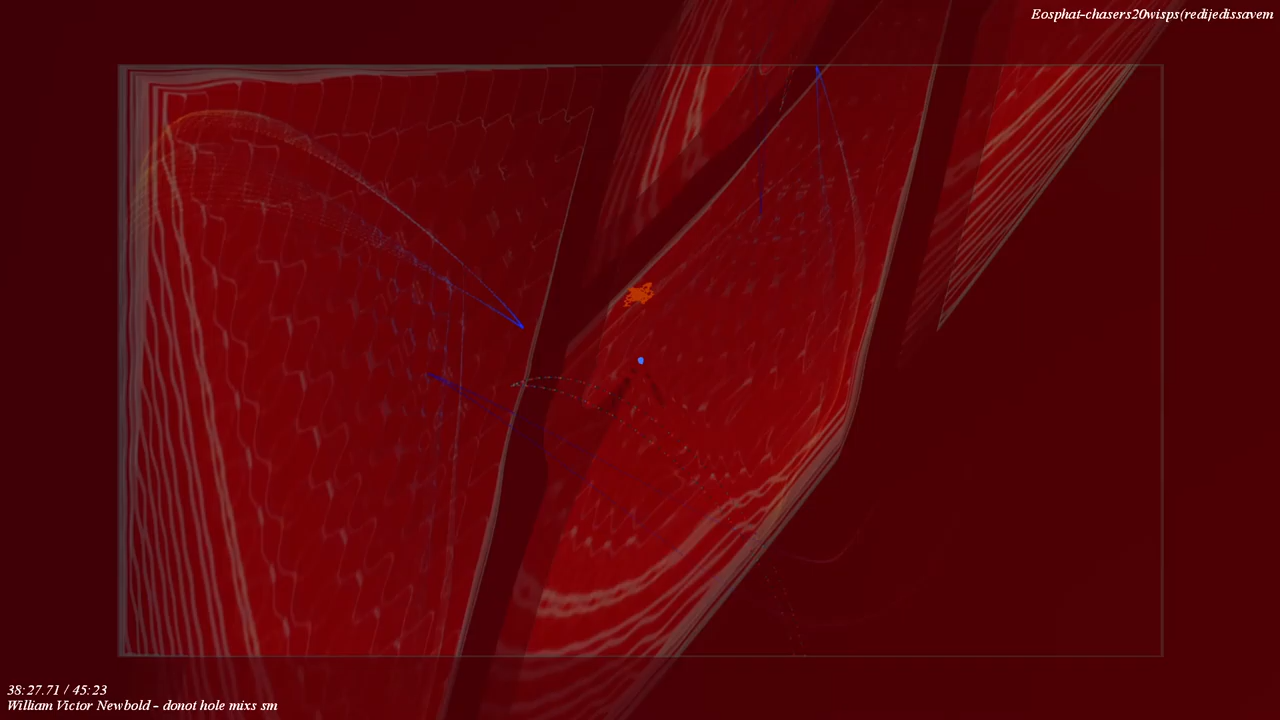 Eosphat-chasers20wisps(redijedissavem
38:27.71 / 45:23
William Victor Newbold - donot hole mixs sm